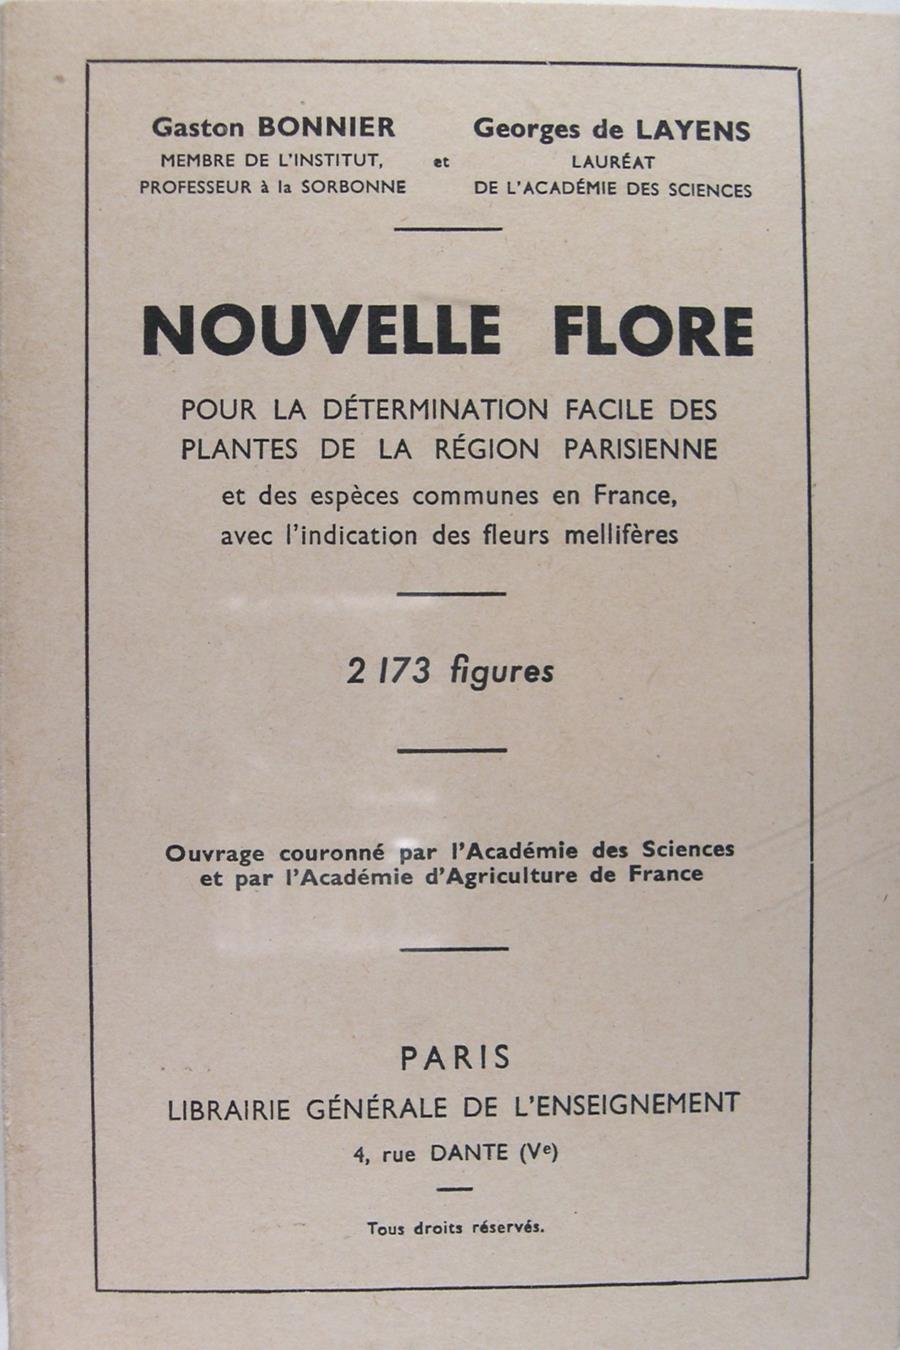 Gaston BONNIER
MEMBRE DE L'INSTITUT,
PROFESSEUR à la SORBONNE
et
Georges de LAYENS
LAURÉAT
DE L'ACADÉMIE DES SCIENCES
NOUVELLE FLORE
POUR LA DÉTERMINATION FACILE DES
PLANTES DE LA RÉGION PARISIENNE
et des espèces communes en France,
avec l'indication des fleurs mellifères
2 173 figures
Ouvrage couronné par l'Académie des Sciences
et par l'Académie d'Agriculture de France
PARIS
LIBRAIRIE GÉNÉRALE DE L'ENSEIGNEMENT
4, rue DANTE (Ve)
Tous droits réservés.